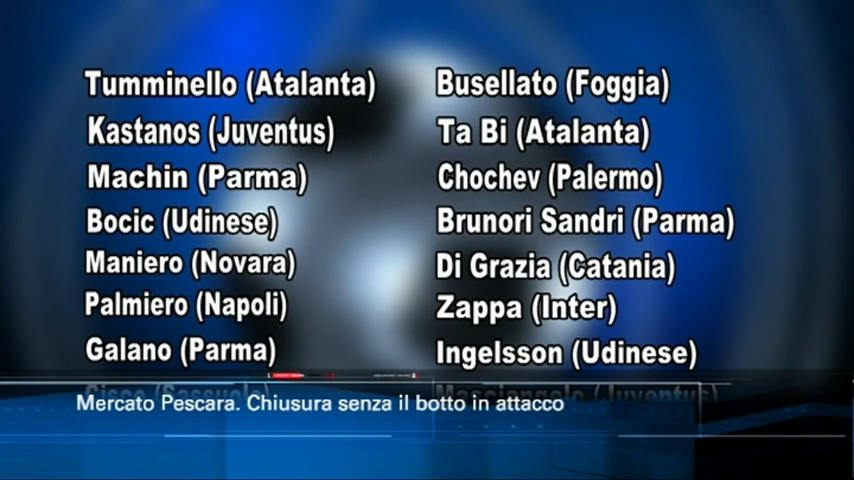 Tumminello (Atalanta)
Kastanos (Juventus)
Machin (Parma)
Bocic (Udinese)
Maniero (Novara)
Palmiero (Napoli)
Galano (Parma)
Busellato (Foggia)
Ta Bi (Atalanta)
Chochev (Palermo)
Brunori Sandri (Parma)
Di Grazia (Catania)
Zappa (Inter)
Ingelsson (Udinese)
Mercato Pescara. Chiusura senza il botto in attacco